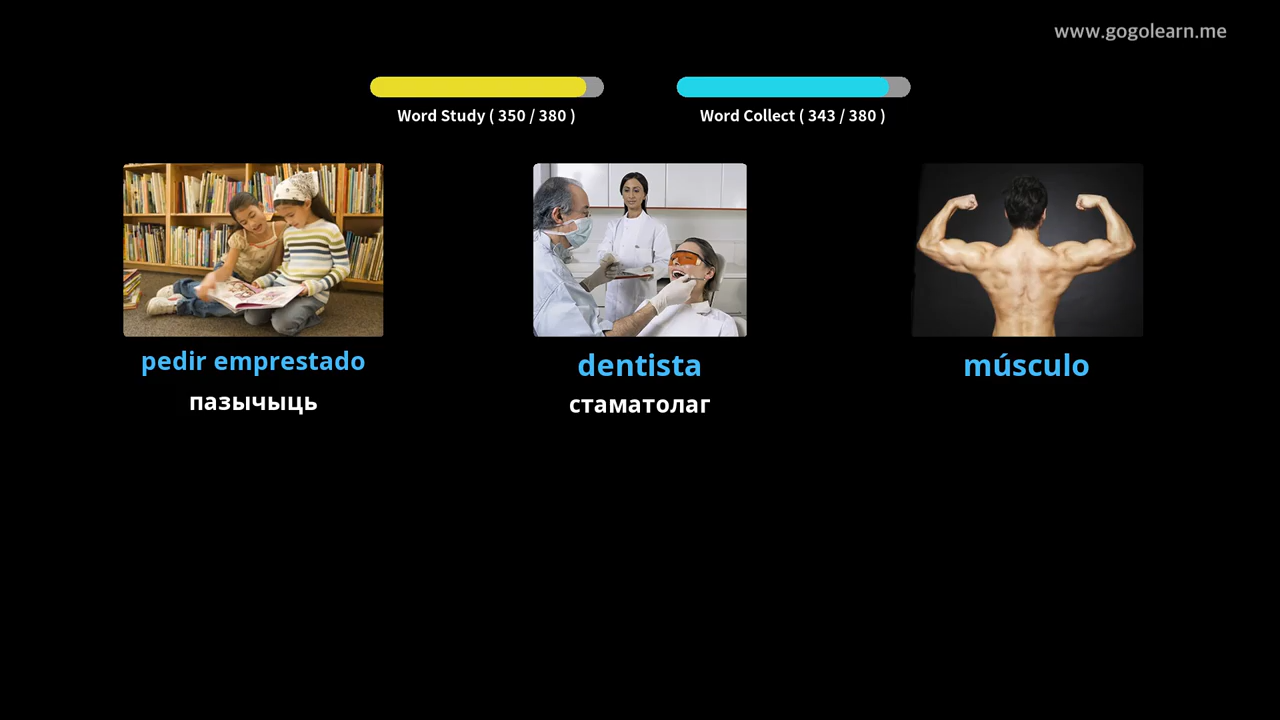 www.gogolearn.me
Word Study ( 350 / 380 )
Word Collect ( 343 / 380 )
pedir emprestado
пазычыць
dentista
стаматолаг
músculo